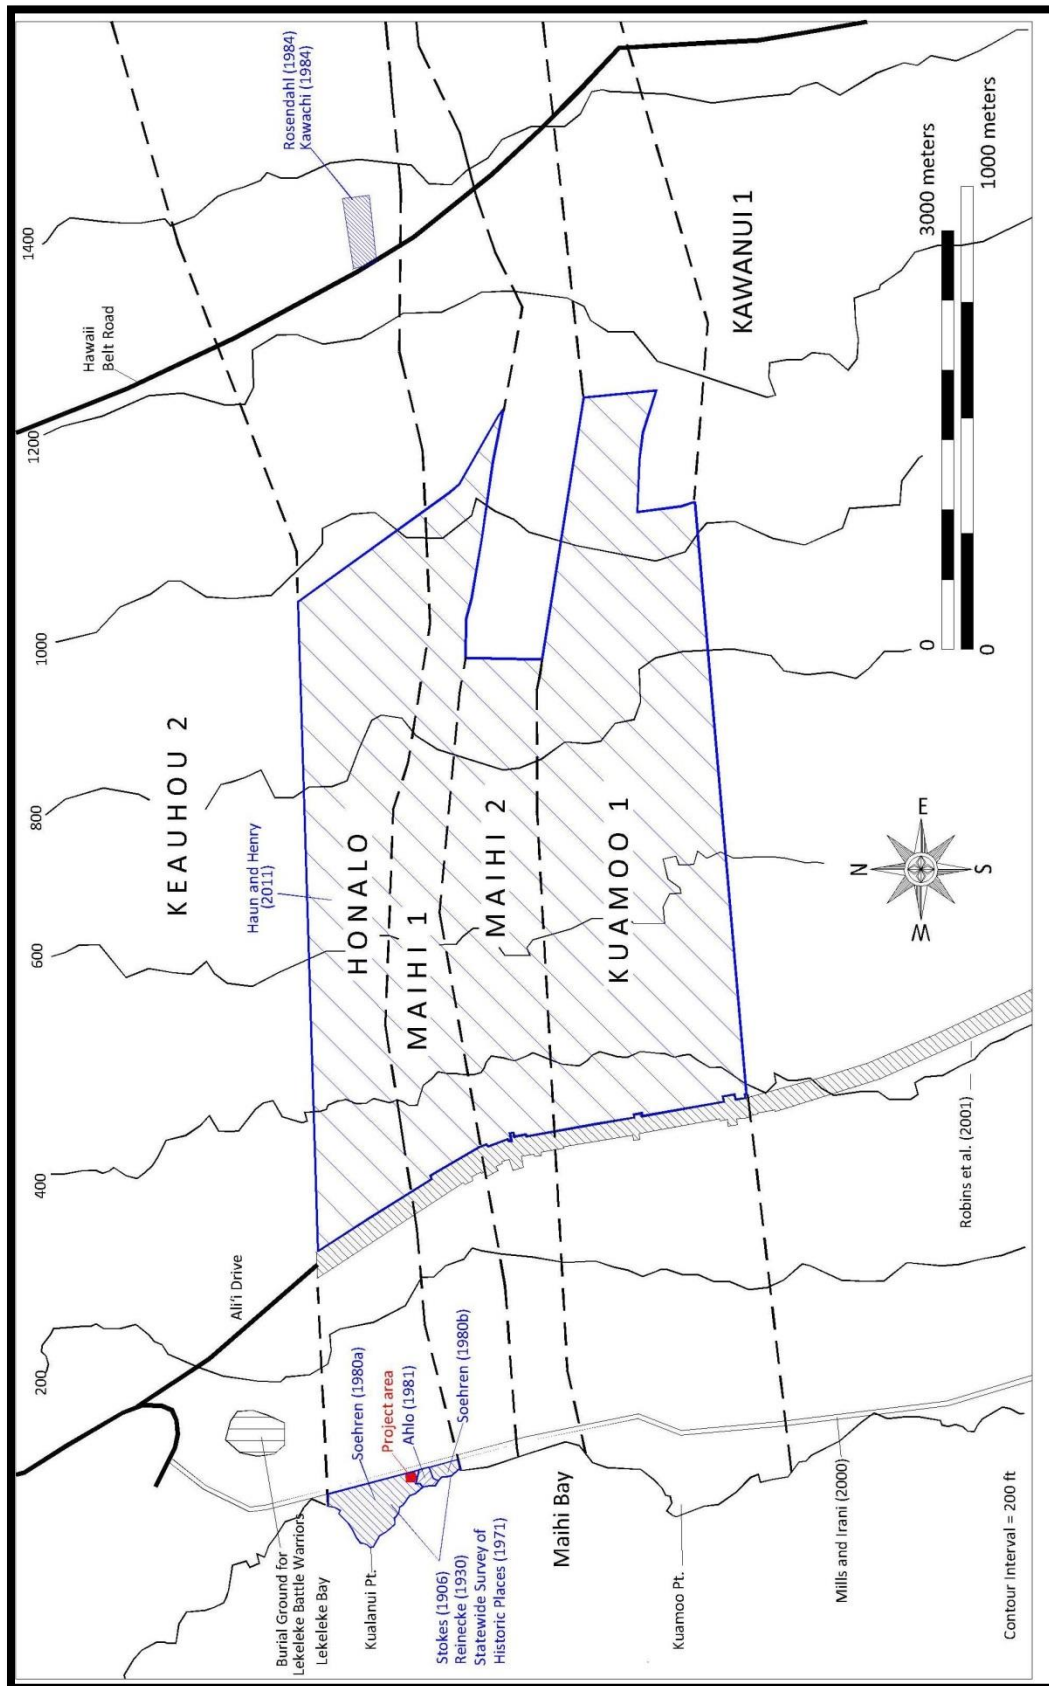 200
400
600
800
1000
1200
1400
Hawaii
Belt Road
Rosendahl (1984)
Kawachi (1984)
KEAUHOU 2
Haun and Henry
(2011)
Ali'i Drive
Burial Ground for
Lekeleke Battle Warriors
Lekeleke Bay
Kualanui Pt.
Soehren (1980a)
Project area
Ahlo (1981)
Soehren (1980b)
Stokes (1906)
Reinecke (1930)
Statewide Survey of
Historic Places (1971)
HONALO
MAIHI 1
MAIHI 2
KUAMOO 1
KAWANUI 1
Maihi Bay
Kuamoo Pt.
Mills and Irani (2000)
Robins et al. (2001)
N
E
S
W
0
3000 meters
0
1000 meters
Contour Interval = 200 ft